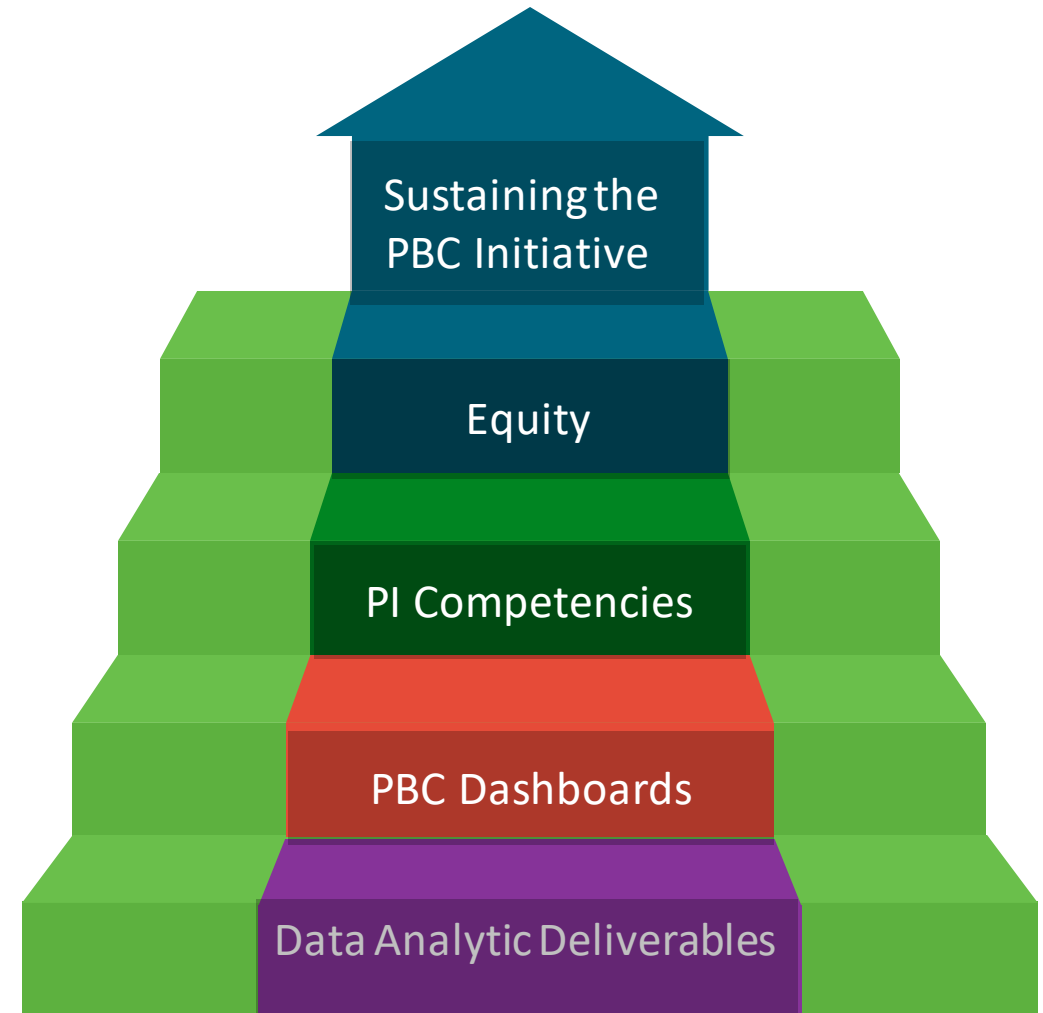 Sustaining the
PBC Initiative
Equity
PI Competencies
PBC Dashboards
Data Analytic Deliverables